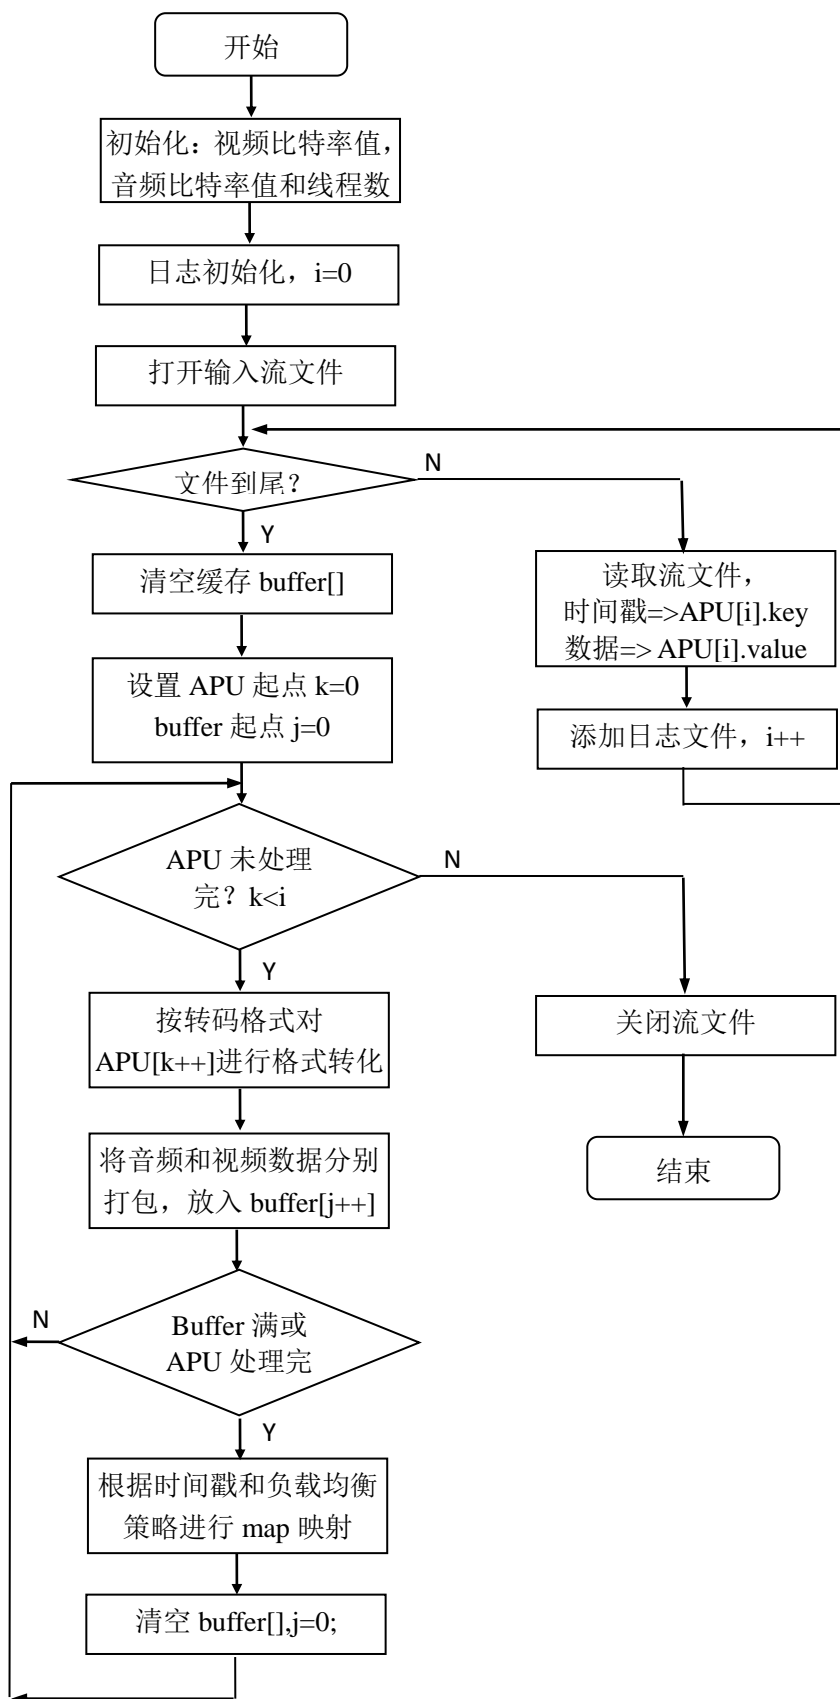 开始
初始化：视频比特率值，
音频比特率值和线程数
日志初始化，i=0
打开输入流文件
文件到尾？
N
Y
清空缓存 buffer[]
读取流文件，
时间戳=>APU[i].key
数据=> APU[i].value
设置 APU 起点 k=0
buffer 起点 j=0
添加日志文件，i++
APU 未处理
完？k<i
N
Y
按转码格式对
APU[k++]进行格式转化
关闭流文件
将音频和视频数据分别
打包，放入 buffer[j++]
结束
N
Buffer 满或
APU 处理完
Y
根据时间戳和负载均衡
策略进行 map 映射
清空 buffer[],j=0;